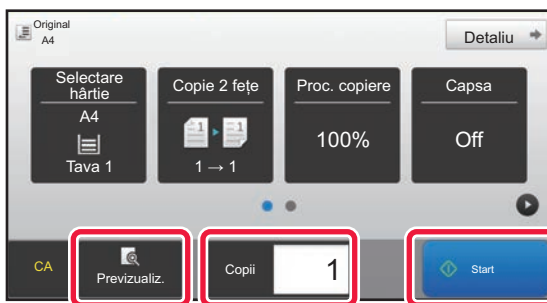 Original
A4
Detaliu
Selectare
hârtie
A4
Tava 1
Copie 2 fețe
1 → 1
Proc. copiere
100%
Capsa
Off
CA
Previzualiz.
Copii
1
Start